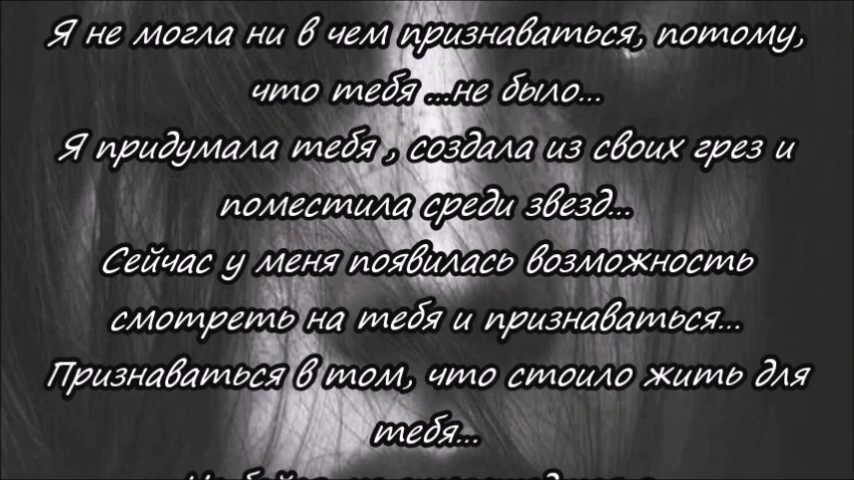 Я не могла ни в чем признаваться, потому,
что тебя ...не было...
Я придумала тебя , создала из своих грез и
поместила среди звезд...
Сейчас у меня появилась возможность
смотреть на тебя и признаваться...
Признаваться в том, что стоило жить для
тебя...